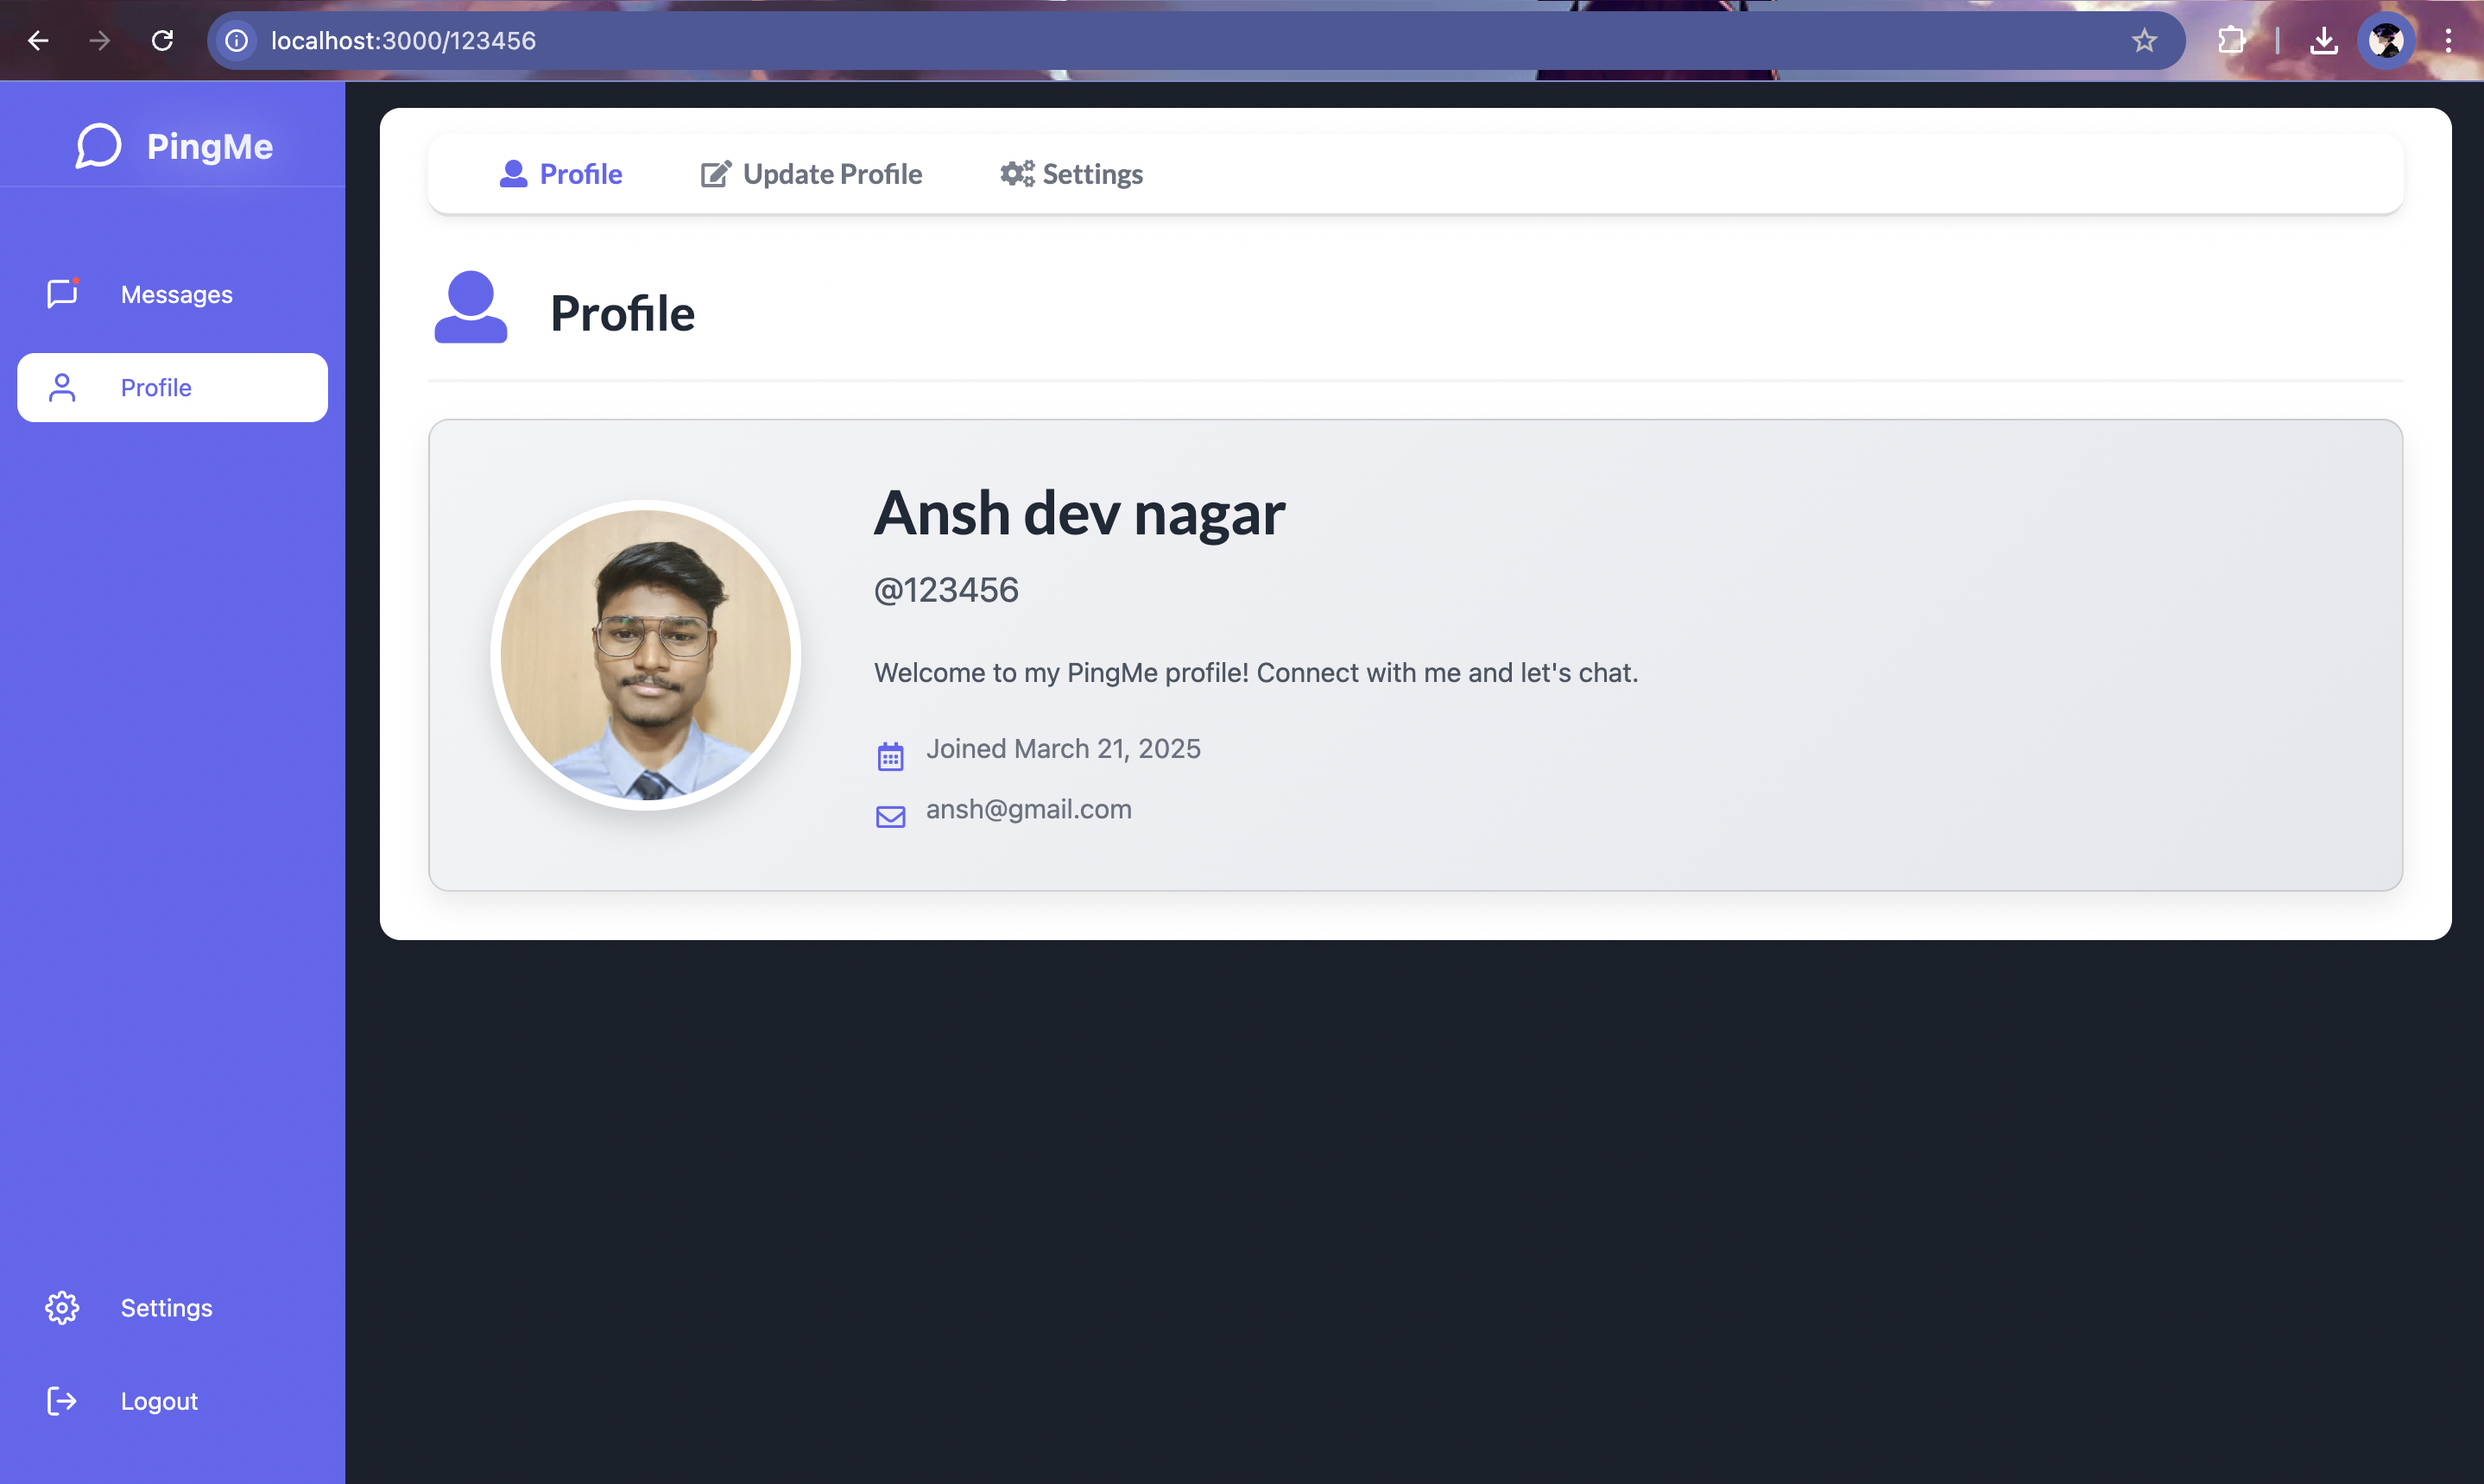 localhost:3000/123456
PingMe
Messages
Profile
Settings
Logout
Profile
Update Profile
Settings
Profile
Ansh dev nagar
@123456
Welcome to my PingMe profile! Connect with me and let's chat.
Joined March 21, 2025
ansh@gmail.com